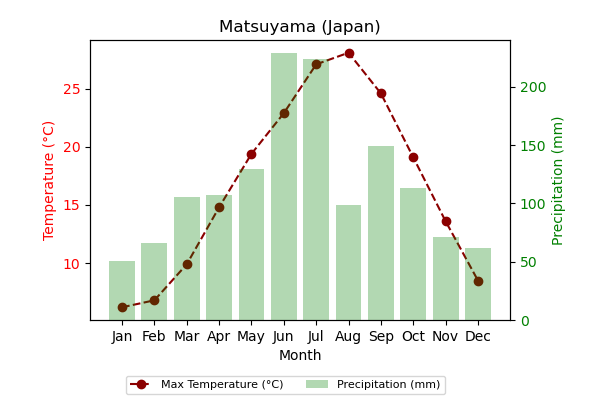 Matsuyama (Japan)
Temperature (°C)
25
20
15
10
Precipitation (mm)
200
150
100
50
0
Jan Feb Mar Apr May Jun Jul Aug Sep Oct Nov Dec
Month
Max Temperature (°C) Precipitation (mm)